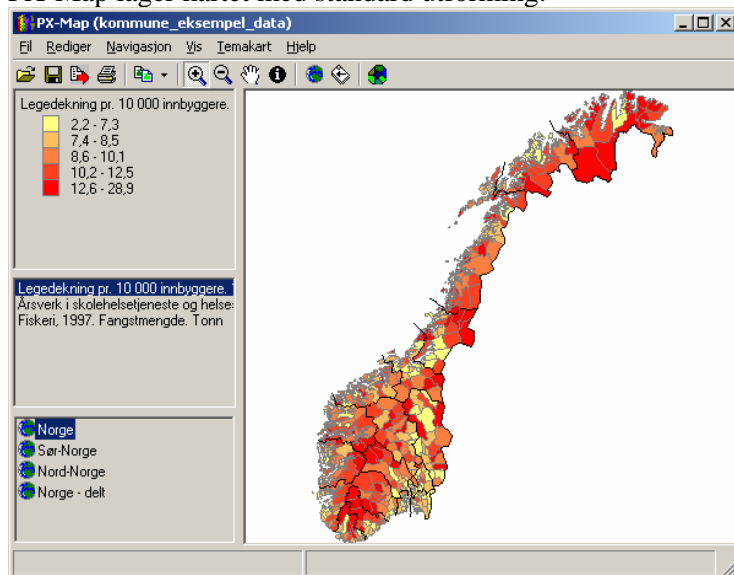 PX-Map lager kartet med standard utforming.
PX-Map (kommune_eksempel_data)
Fil Rediger Navigasjon Vis Temakart Hjelp
Legedekning pr. 10 000 innbyggere.
2,2 - 7,3
7,4 - 8,5
8,6 - 10,1
10,2 - 12,5
12,6 - 28,9
Legedekning pr. 10 000 innbyggere.
Årsverk i skolehelsetjeneste og helse
Fiskeri, 1997. Fangstmengde. Tonn
Norge
Sør-Norge
Nord-Norge
Norge - delt